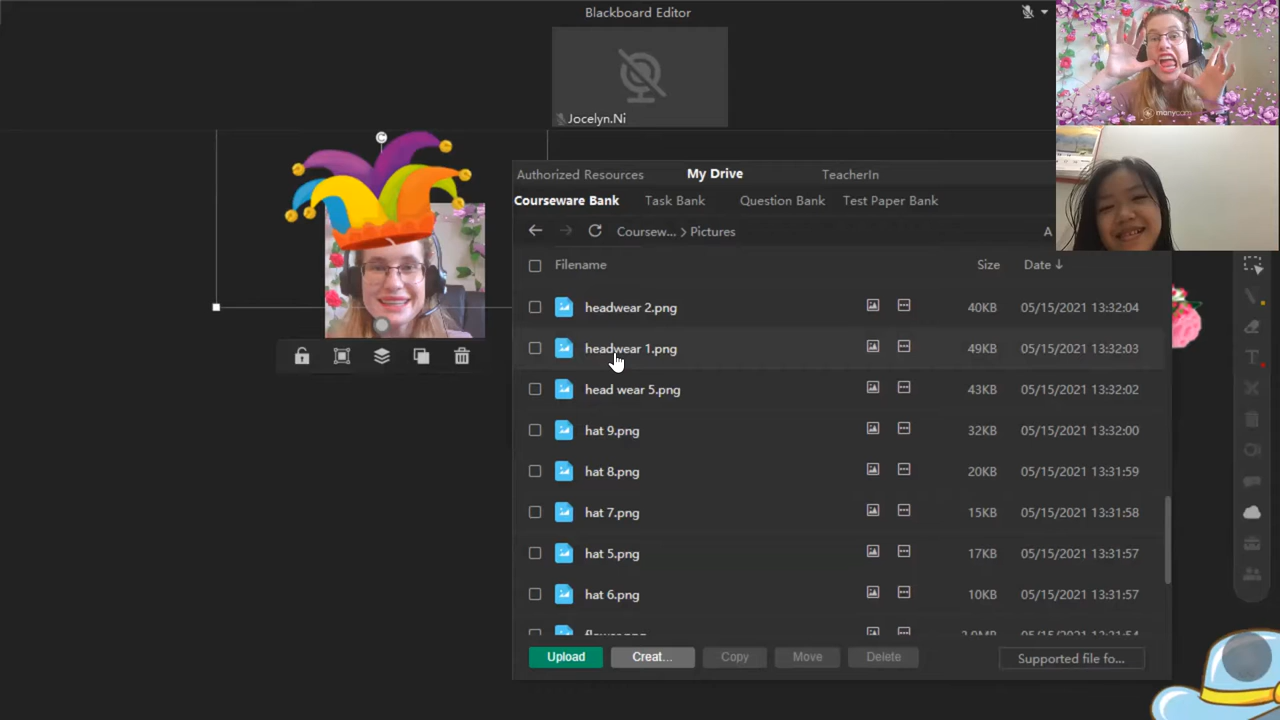 Blackboard Editor
manycam
Jocelyn.Ni
Authorized Resources My Drive TeacherIn
Courseware Bank Task Bank Question Bank Test Paper Bank
Coursew... > Pictures A
Filename Size Date
headwear 2.png 40KB 05/15/2021 13:32:04
headwear 1.png 49KB 05/15/2021 13:32:03
head wear 5.png 43KB 05/15/2021 13:32:02
hat 9.png 32KB 05/15/2021 13:32:00
hat 8.png 20KB 05/15/2021 13:31:59
hat 7.png 15KB 05/15/2021 13:31:58
hat 5.png 17KB 05/15/2021 13:31:57
hat 6.png 10KB 05/15/2021 13:31:57
Upload Creat... Copy Move Delete Supported file fo...